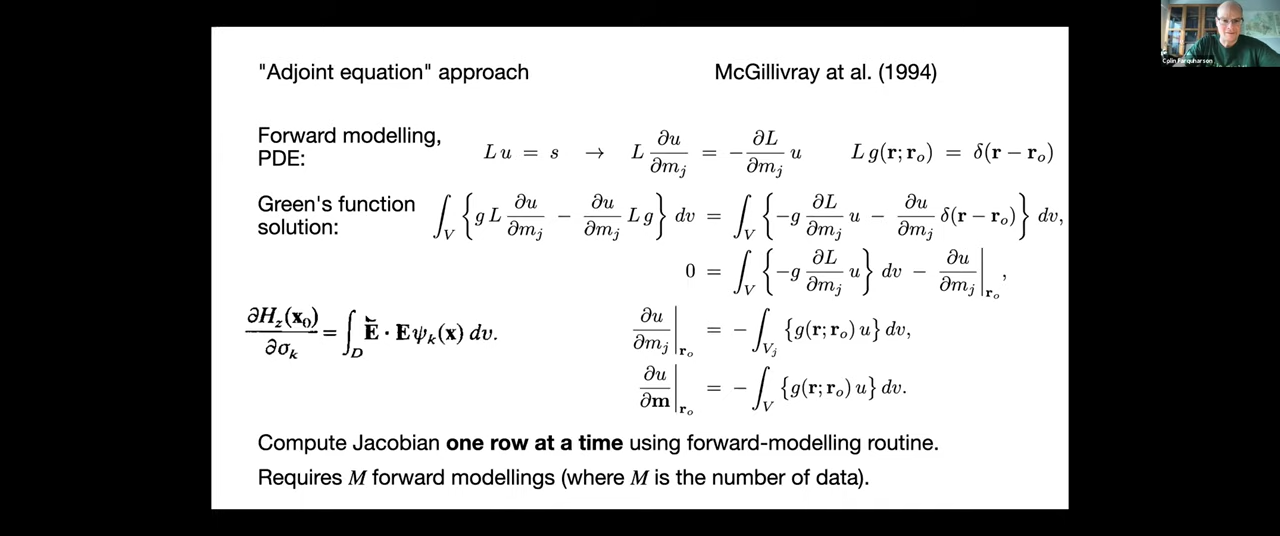 "Adjoint equation" approach McGillivray at al. (1994)
Forward modelling, PDE: L u = s → L ∂u/∂m_j = − ∂L/∂m_j u L g(r; r_o) = δ(r − r_o)
Green's function solution: ∫_V { g L ∂u/∂m_j − ∂u/∂m_j L g } dv = ∫_V { −g ∂L/∂m_j u − ∂u/∂m_j δ(r − r_o) } dv,
0 = ∫_V { −g ∂L/∂m_j u } dv − ∂u/∂m_j |_{r_o},
∂H_z(x_0)/∂σ_k = ∫_D Ĕ · E ψ_k(x) dv.
∂u/∂m_j |_{r_o} = − ∫_{V_j} { g(r; r_o) u } dv,
∂u/∂m |_{r_o} = − ∫_V { g(r; r_o) u } dv.
Compute Jacobian one row at a time using forward-modelling routine.
Requires M forward modellings (where M is the number of data).
Colin Farquharson